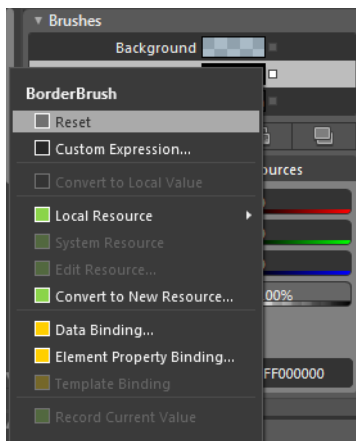 Brushes
Background
BorderBrush
Reset
Custom Expression...
Convert to Local Value
Local Resource
System Resource
Edit Resource...
Convert to New Resource...
Data Binding...
Element Property Binding...
Template Binding
Record Current Value
urces
00%
FF000000